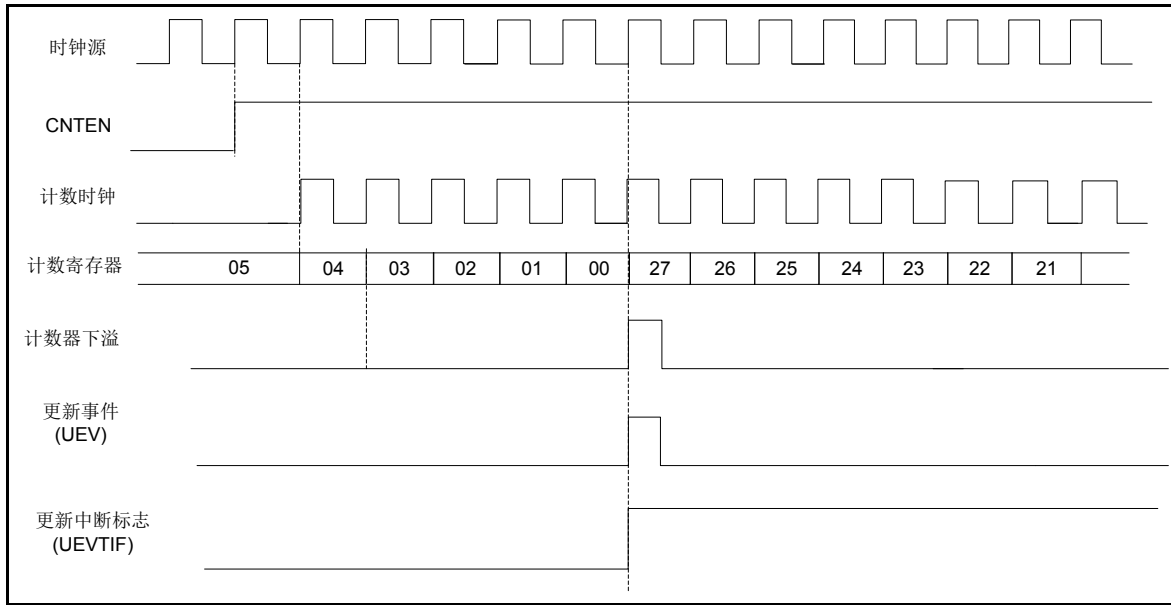 时钟源
CNTEN
计数时钟
计数寄存器 05 04 03 02 01 00 27 26 25 24 23 22 21
计数器下溢
更新事件
(UEV)
更新中断标志
(UEVTIF)